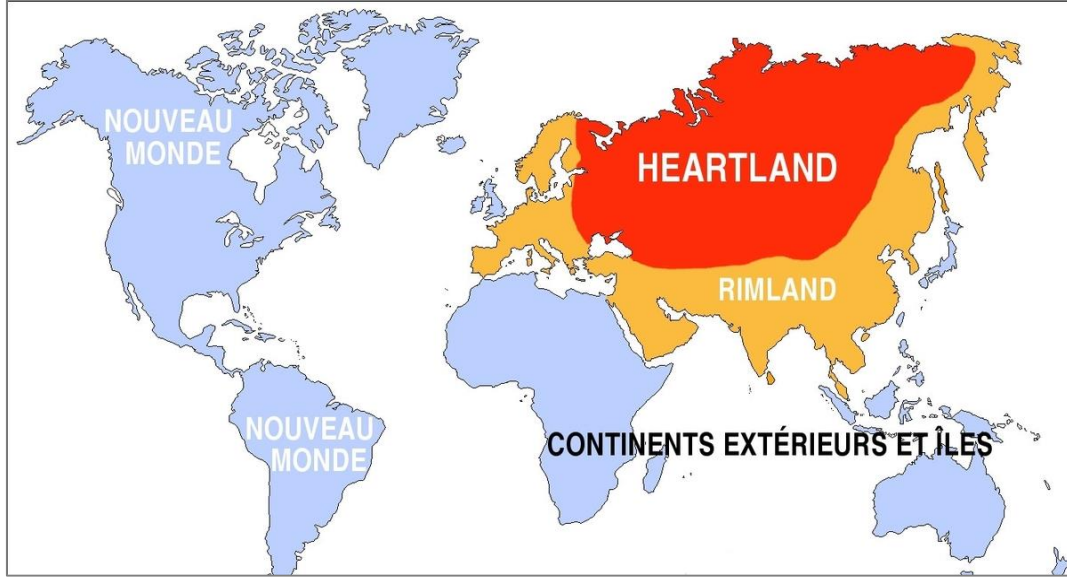 NOUVEAU
MONDE
HEARTLAND
RIMLAND
NOUVEAU
MONDE
CONTINENTS EXTÉRIEURS ET ÎLES